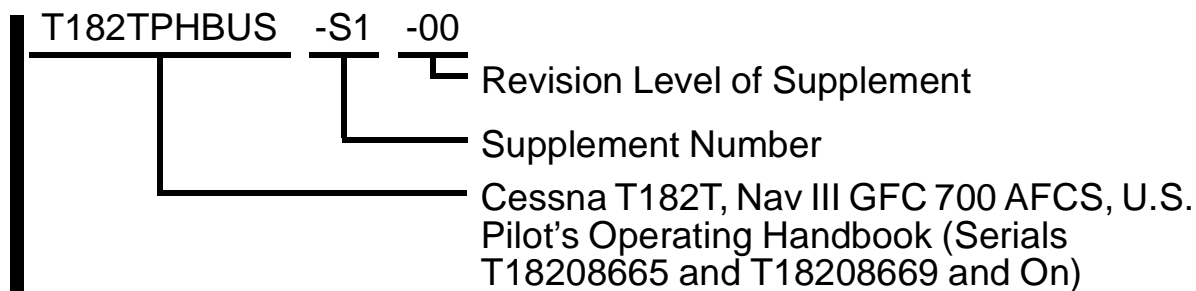 T182TPHBUS -S1 -00
Revision Level of Supplement
Supplement Number
Cessna T182T, Nav III GFC 700 AFCS, U.S.
Pilot's Operating Handbook (Serials
T18208665 and T18208669 and On)